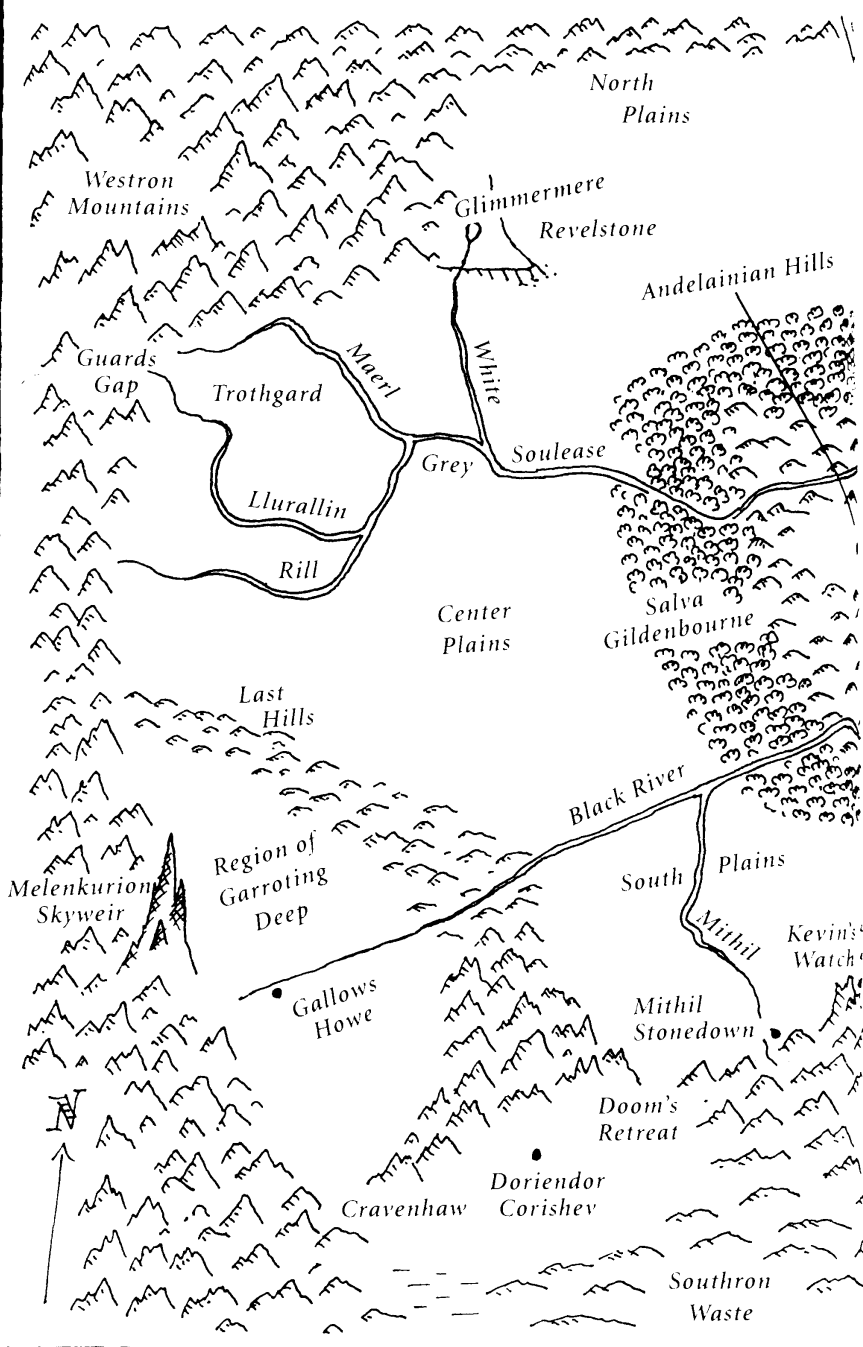 North
Plains
Westron
Mountains
Glimmermere
Revelstone
Andelainian Hills
Guards
Gap
Maerl
White
Trothgard
Grey
Soulease
Llurallin
Rill
Center
Plains
Salva
Gildenbourne
Last
Hills
Black River
Region of
Garroting
Deep
South Plains
Melenkurion
Skyweir
Mithil
Kevin's
Watch
Gallows
Howe
Mithil
Stonedown
N
Doom's
Retreat
Doriendor
Corishev
Cravenhaw
Southron
Waste